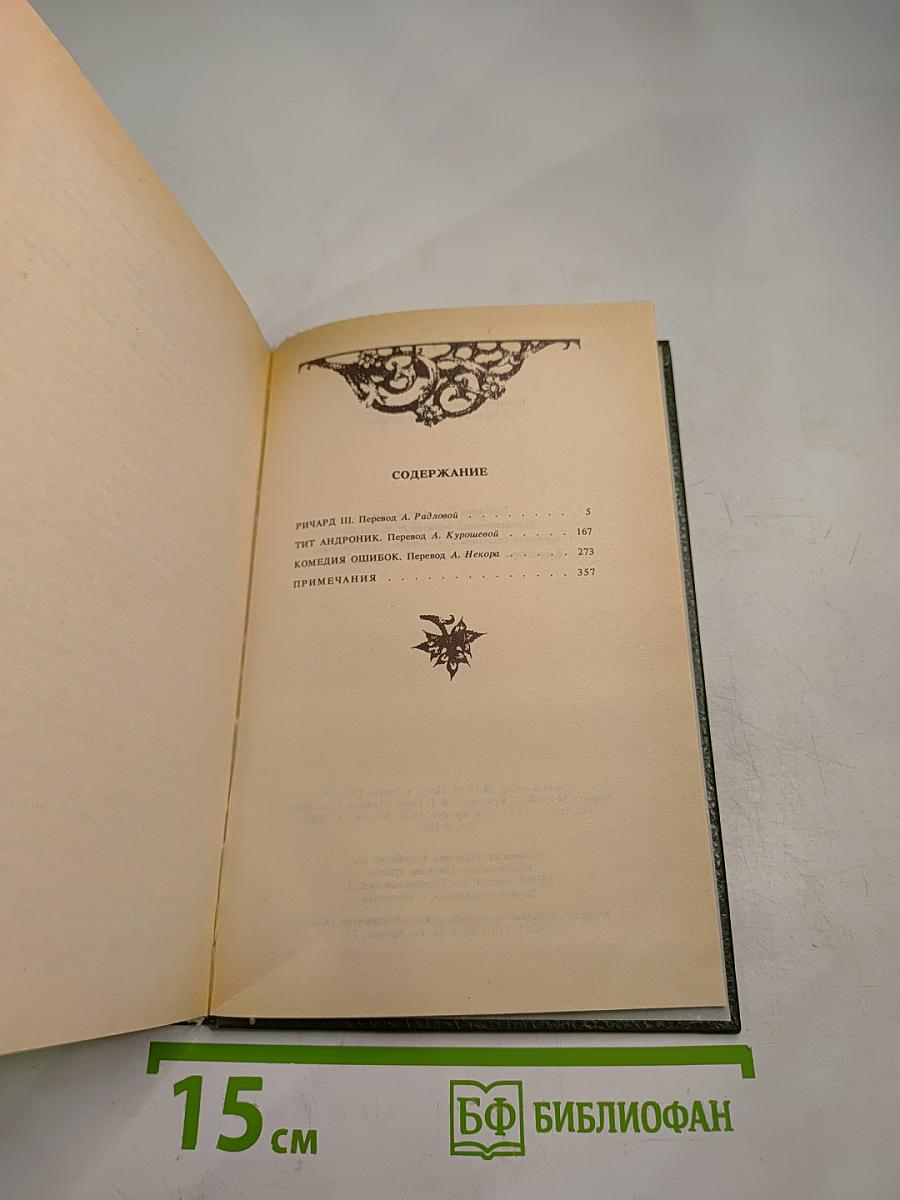 СОДЕРЖАНИЕ
РИЧАРД III. Перевод А. Радловой . . . . . . . . 5
ТИТ АНДРОНИК. Перевод А. Курошевой . . . . . 167
КОМЕДИЯ ОШИБОК. Перевод А. Некора . . . . . 273
ПРИМЕЧАНИЯ . . . . . . . . . . . . . . 357
15 см
БФ БИБЛИОФАН